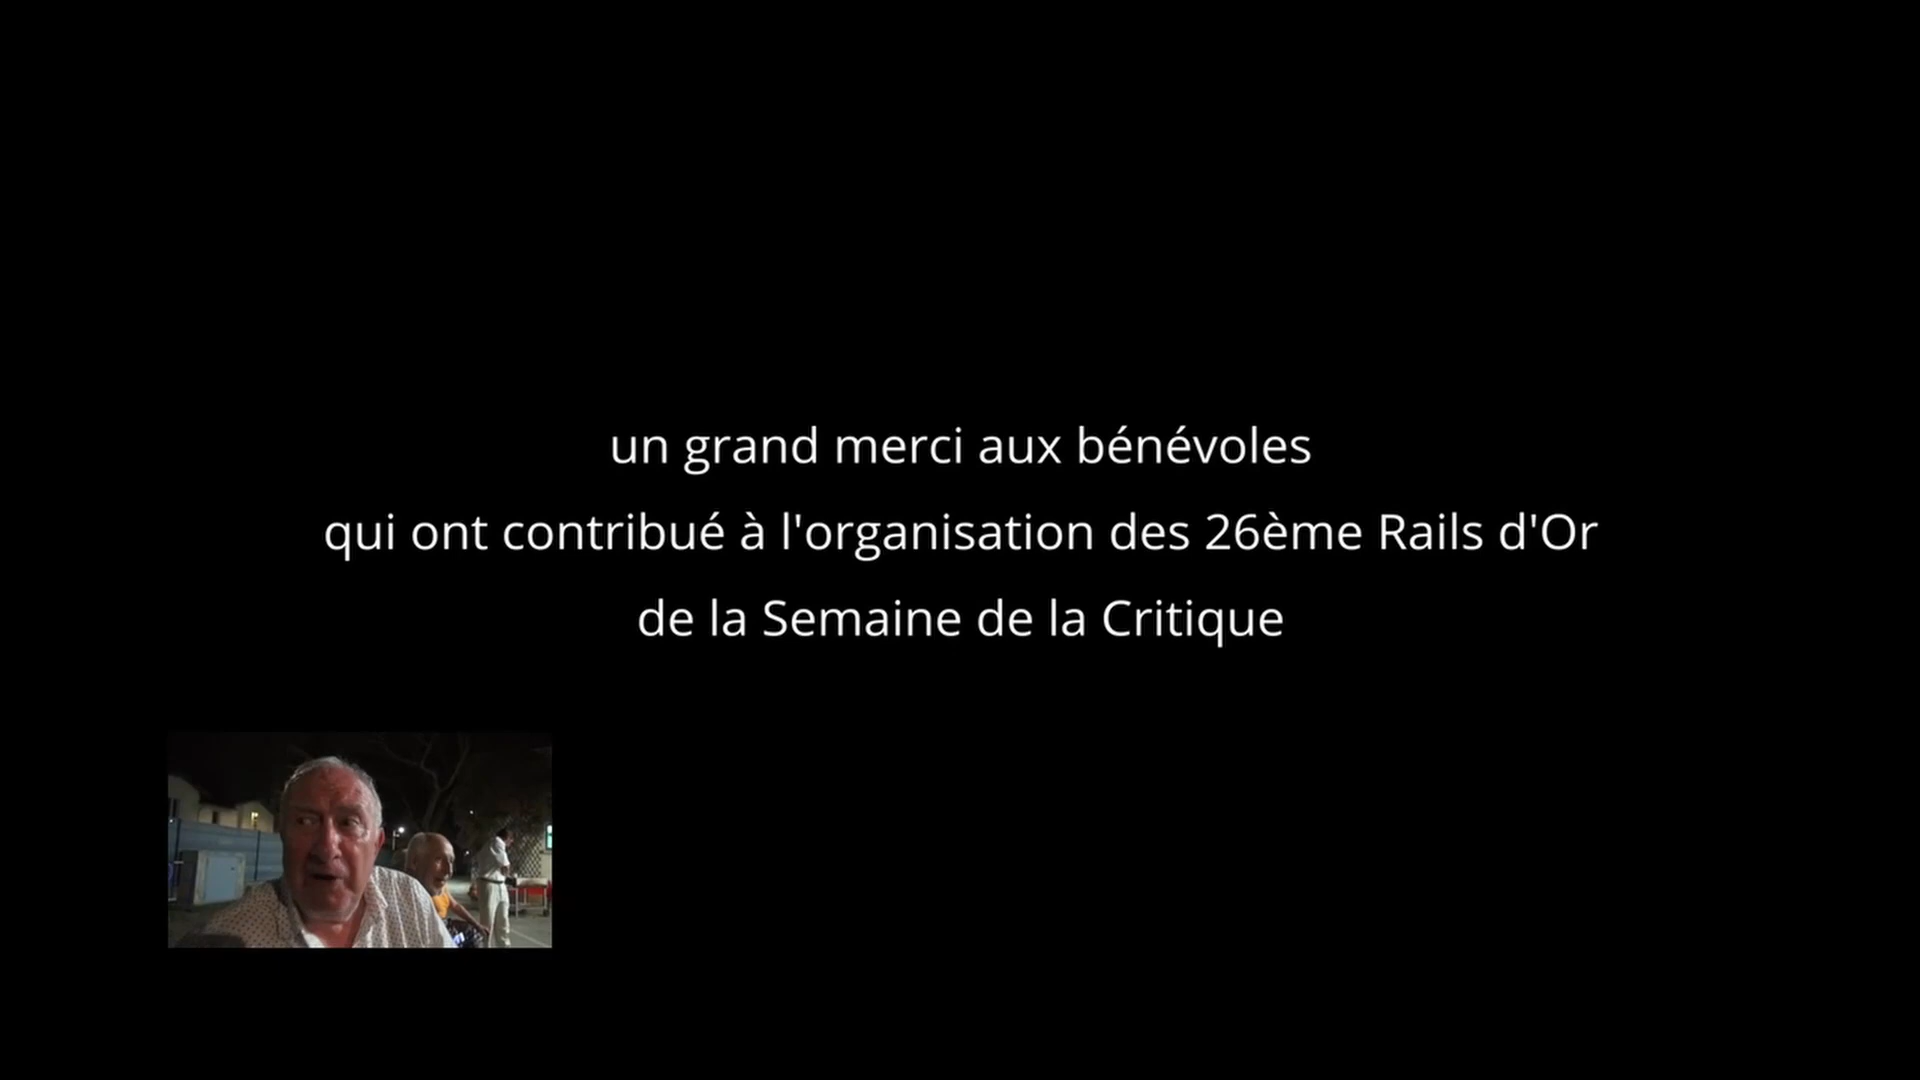 un grand merci aux bénévoles
qui ont contribué à l'organisation des 26ème Rails d'Or
de la Semaine de la Critique